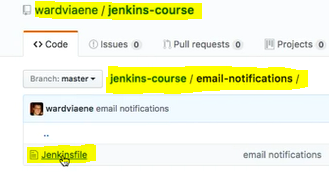 wardviaene / jenkins-course
Code Issues 0 Pull requests 0 Projects 0
Branch: master jenkins-course / email-notifications /
wardviaene email notifications
..
Jenkinsfile email notifications